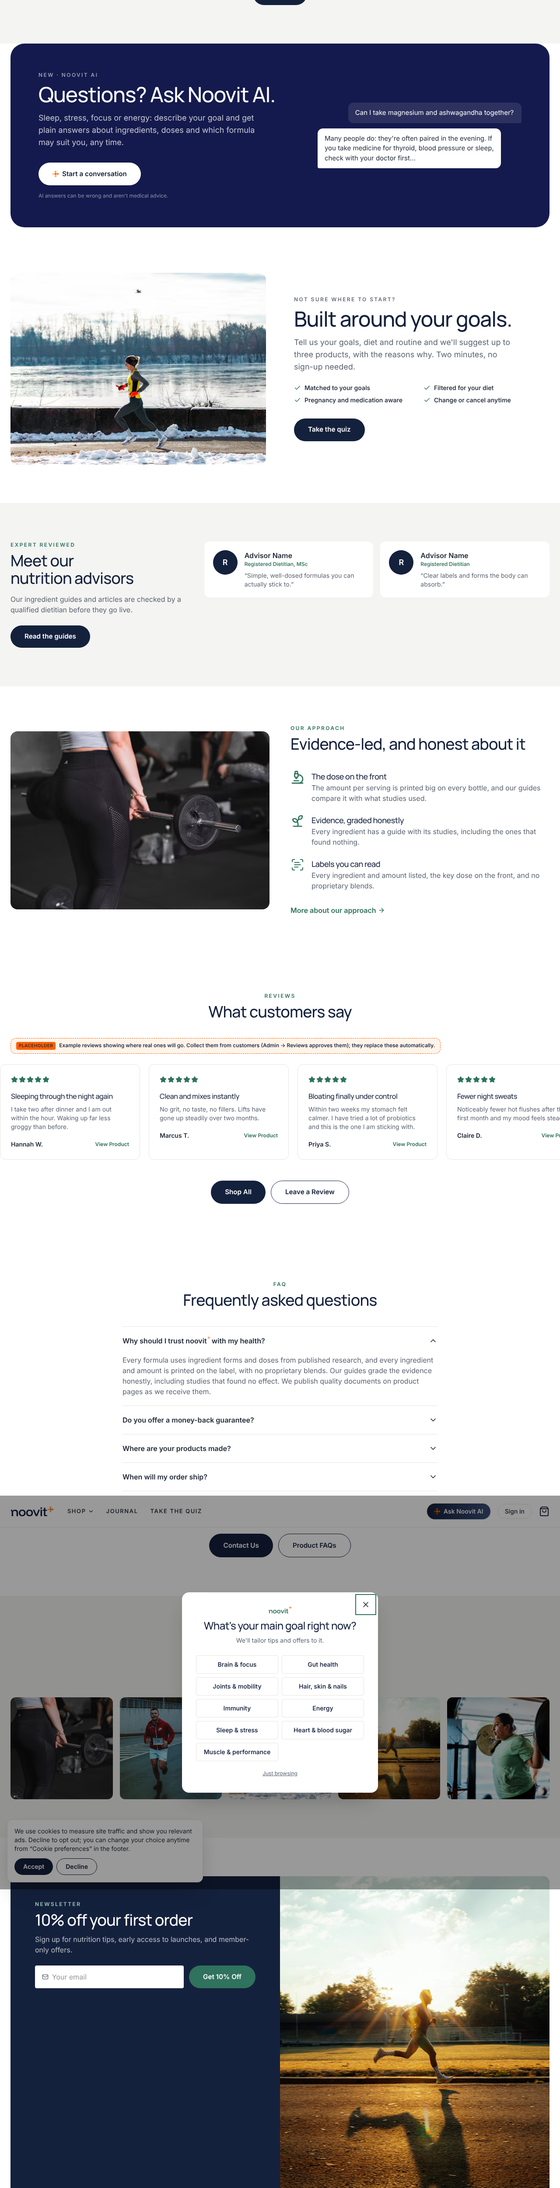 NEW · NOOVIT AI
Questions? Ask Noovit AI.
Sleep, stress, focus or energy: describe your goal and get
plain answers about ingredients, doses and which formula
may suit you, any time.
Start a conversation
AI answers can be wrong and aren't medical advice.
Can I take magnesium and ashwagandha together?
Many people do: they're often paired in the evening. If
you take medicine for thyroid, blood pressure or sleep,
check with your doctor first...
NOT SURE WHERE TO START?
Built around your goals.
Tell us your goals, diet and routine and we'll suggest up to
three products, with the reasons why. Two minutes, no
sign-up needed.
Matched to your goals
Filtered for your diet
Pregnancy and medication aware
Change or cancel anytime
Take the quiz
EXPERT REVIEWED
Meet our
nutrition advisors
Our ingredient guides and articles are checked by a
qualified dietitian before they go live.
Read the guides
R
Advisor Name
Registered Dietitian, MSc
"Simple, well-dosed formulas you can
actually stick to."
R
Advisor Name
Registered Dietitian
"Clear labels and forms the body can
absorb."
OUR APPROACH
Evidence-led, and honest about it
The dose on the front
The amount per serving is printed big on every bottle, and our guides
compare it with what studies used.
Evidence, graded honestly
Every ingredient has a guide with its studies, including the ones that
found nothing.
Labels you can read
Every ingredient and amount listed, the key dose on the front, and no
proprietary blends.
More about our approach →
REVIEWS
What customers say
PLACEHOLDER Example reviews showing where real ones will go. Collect them from customers (Admin → Reviews approves them); they replace these automatically.
Sleeping through the night again
I take two after dinner and I am out
within the hour. Waking up far less
groggy than before.
Hannah W.
View Product
Clean and mixes instantly
No grit, no taste, no fillers. Lifts have
gone up steadily over two months.
Marcus T.
View Product
Bloating finally under control
Within two weeks my stomach felt
calmer. I have tried a lot of probiotics
and this is the one I am sticking with.
Priya S.
View Product
Fewer night sweats
Noticeably fewer hot flushes after t
first month and my mood feels stea
Claire D.
View P
Shop All
Leave a Review
FAQ
Frequently asked questions
Why should I trust noovit+ with my health?
Every formula uses ingredient forms and doses from published research, and every ingredient
and amount is printed on the label, with no proprietary blends. Our guides grade the evidence
honestly, including studies that found no effect. We publish quality documents on product
pages as we receive them.
Do you offer a money-back guarantee?
Where are your products made?
When will my order ship?
noovit+
SHOP
JOURNAL
TAKE THE QUIZ
Ask Noovit AI
Sign in
Contact Us
Product FAQs
noovit+
What's your main goal right now?
We'll tailor tips and offers to it.
Brain & focus
Gut health
Joints & mobility
Hair, skin & nails
Immunity
Energy
Sleep & stress
Heart & blood sugar
Muscle & performance
Just browsing
We use cookies to measure site traffic and show you relevant
ads. Decline to opt out; you can change your choice anytime
from "Cookie preferences" in the footer.
Accept
Decline
NEWSLETTER
10% off your first order
Sign up for nutrition tips, early access to launches, and member-
only offers.
Your email
Get 10% Off